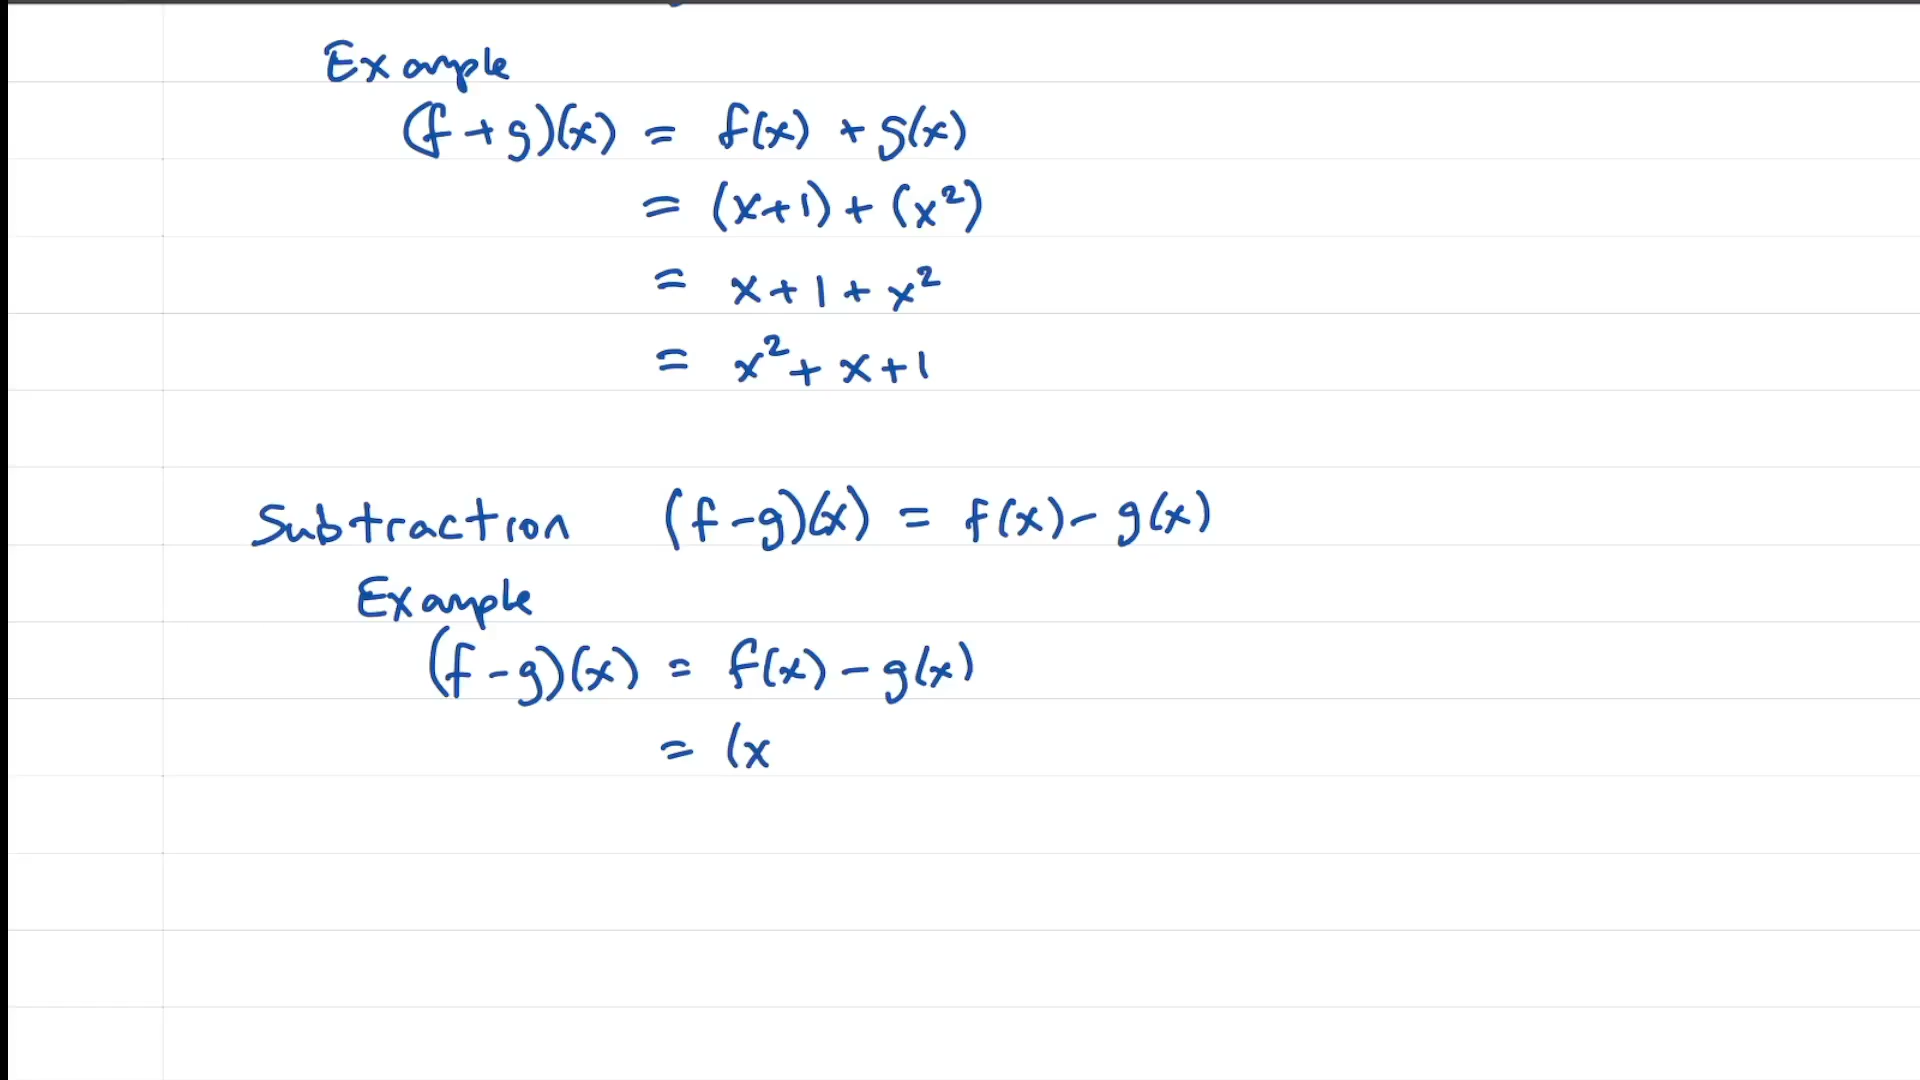 Example
(f+g)(x) = f(x) + g(x)
= (x+1) + (x²)
= x+1+x²
= x²+x+1
Subtraction (f-g)(x) = f(x)-g(x)
Example
(f-g)(x) = f(x)-g(x)
= (x